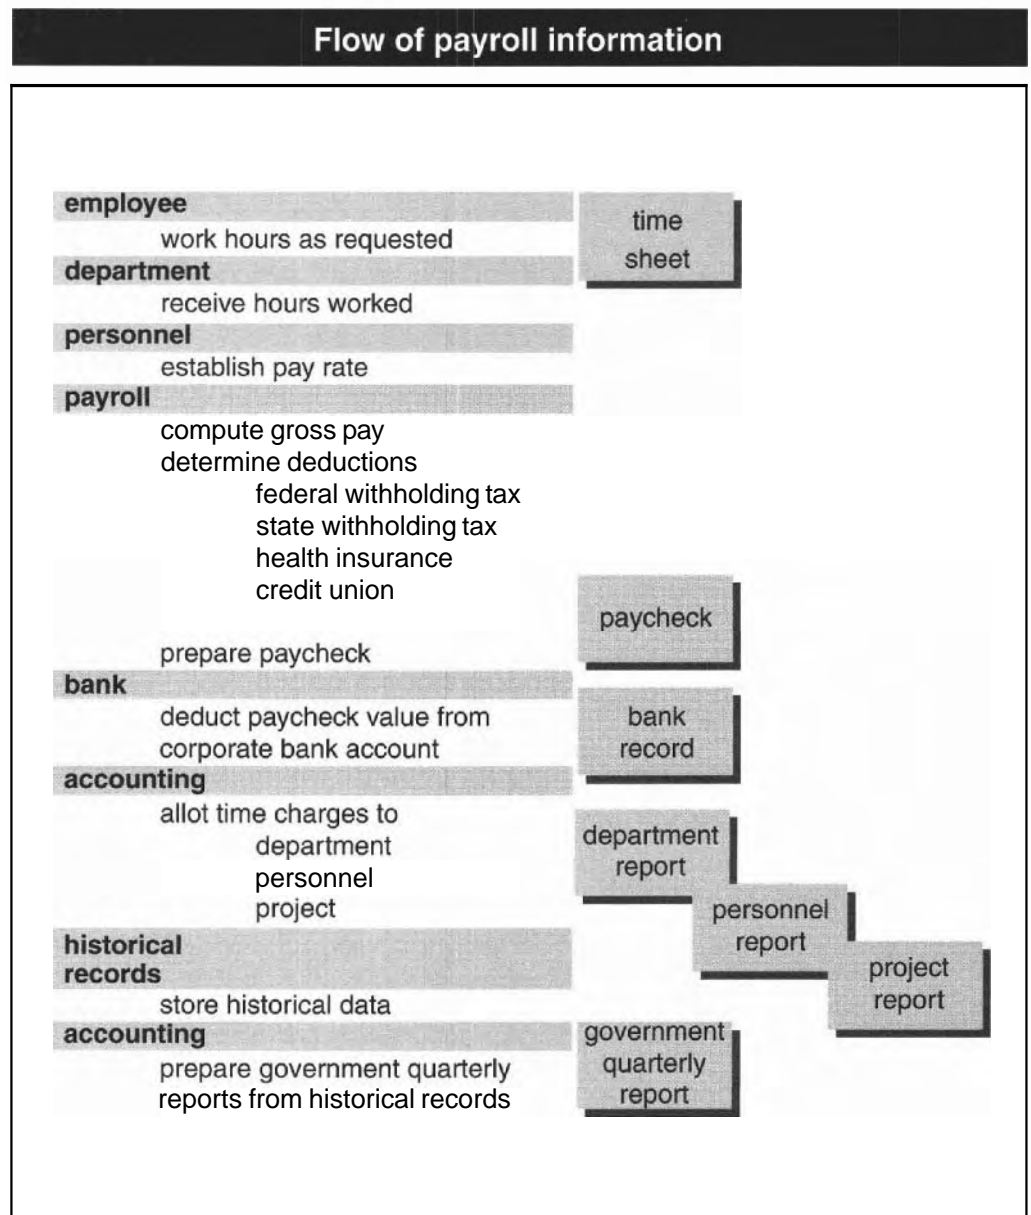 Flow of payroll information
employee
work hours as requested
time
sheet
department
receive hours worked
personnel
establish pay rate
payroll
compute gross pay
determine deductions
federal withholding tax
state withholding tax
health insurance
credit union
paycheck
prepare paycheck
bank
deduct paycheck value from
corporate bank account
bank
record
accounting
allot time charges to
department
personnel
project
department
report
personnel
report
project
report
historical
records
store historical data
accounting
prepare government quarterly
reports from historical records
government
quarterly
report